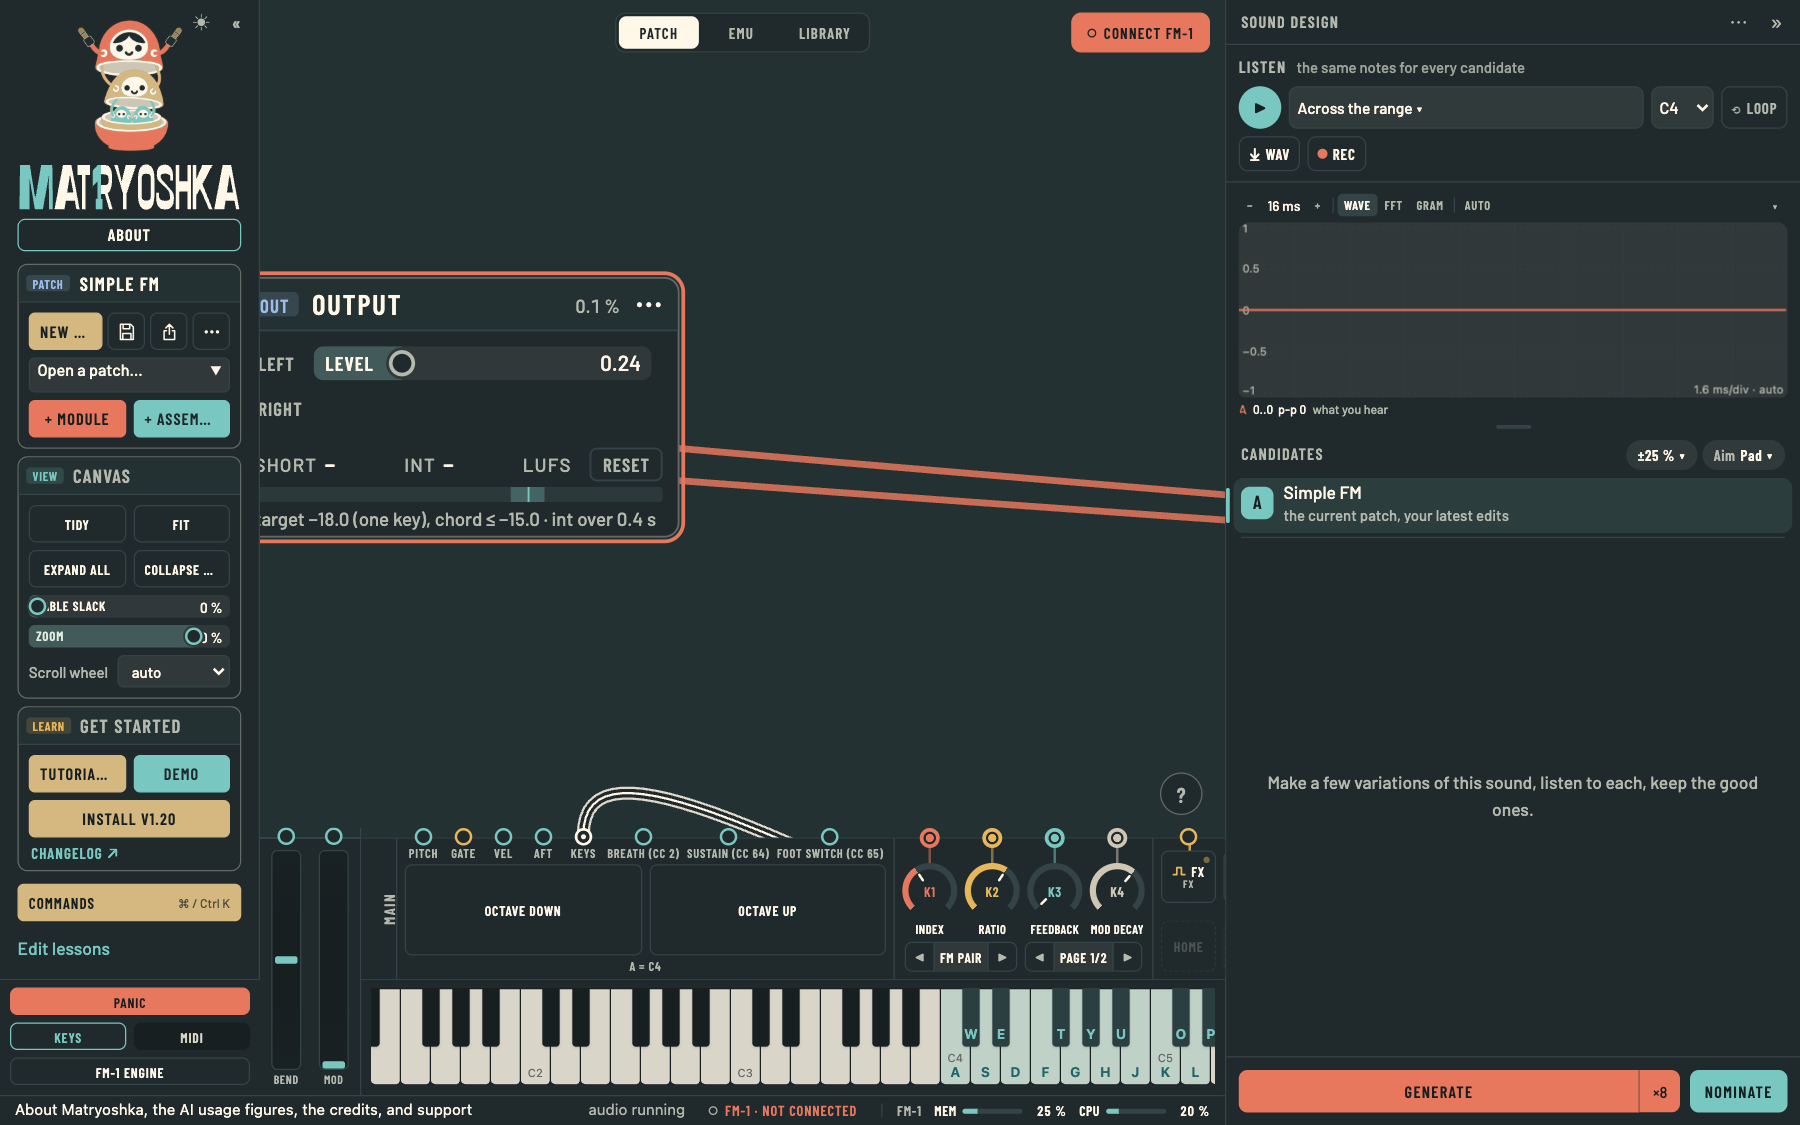 MATRYOSHKA
ABOUT
PATCH SIMPLE FM
NEW ...
Open a patch...
+ MODULE
+ ASSEM...
VIEW CANVAS
TIDY
FIT
EXPAND ALL
COLLAPSE ...
BLE SLACK 0 %
ZOOM %
Scroll wheel auto
LEARN GET STARTED
TUTORIA...
DEMO
INSTALL V1.20
CHANGELOG ↗
COMMANDS ⌘ / Ctrl K
Edit lessons
PANIC
KEYS
MIDI
FM-1 ENGINE
PATCH
EMU
LIBRARY
CONNECT FM-1
OUT OUTPUT 0.1 % •••
LEFT LEVEL 0.24
RIGHT
SHORT – INT – LUFS RESET
target −18.0 (one key), chord ≤ −15.0 · int over 0.4 s
?
PITCH GATE VEL AFT KEYS BREATH (CC 2) SUSTAIN (CC 64) FOOT SWITCH (CC 65)
MAIN
OCTAVE DOWN
OCTAVE UP
A = C4
K1 K2 K3 K4
INDEX RATIO FEEDBACK MOD DECAY
◀ FM PAIR ▶
◀ PAGE 1/2 ▶
FX
FX
HOME
BEND MOD
W E T Y U O P
C4 C5
C2 C3 A S D F G H J K L
About Matryoshka, the AI usage figures, the credits, and support
audio running
FM-1 · NOT CONNECTED
FM-1 MEM 25 % CPU 20 %
SOUND DESIGN ··· »
LISTEN the same notes for every candidate
Across the range ▾
C4
LOOP
WAV
REC
− 16 ms + WAVE FFT GRAM AUTO
1
0.5
0
−0.5
−1
1.6 ms/div · auto
A 0..0 p-p 0 what you hear
CANDIDATES ±25 % ▾ Aim Pad ▾
A Simple FM
the current patch, your latest edits
Make a few variations of this sound, listen to each, keep the good
ones.
GENERATE ×8
NOMINATE